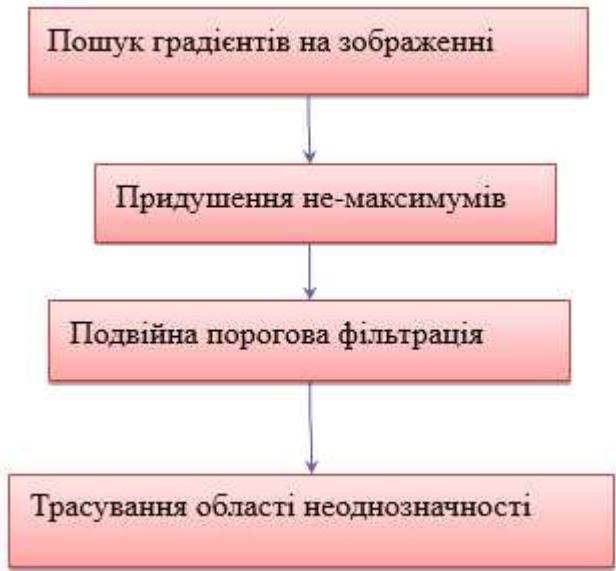 Пошук градієнтів на зображенні
Придушення не-максимумів
Подвійна порогова фільтрація
Трасування області неоднозначності